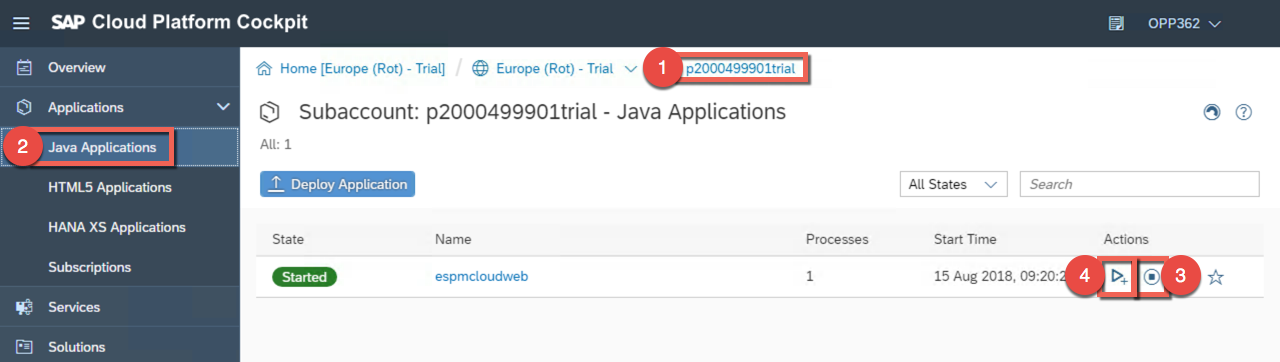 SAP Cloud Platform Cockpit
OPP362
Overview
Applications
2 Java Applications
HTML5 Applications
HANA XS Applications
Subscriptions
Services
Solutions
Home [Europe (Rot) - Trial] / Europe (Rot) - Trial 1 p2000499901trial
Subaccount: p2000499901trial - Java Applications
?
All: 1
Deploy Application
All States Search
State Name Processes Start Time Actions
Started espmcloudweb 1 15 Aug 2018, 09:20:2 4 3